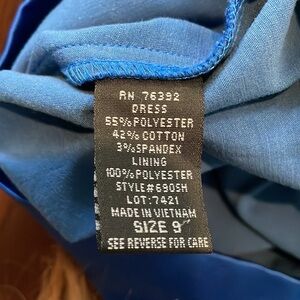 RN 76392
DRESS
55%POLYESTER
42%COTTON
3%SPANDEX
LINING
100%POLYESTER
STYLE#690SH
LOT:7421
MADE IN VIETNAM
SIZE 9
SEE REVERSE FOR CARE